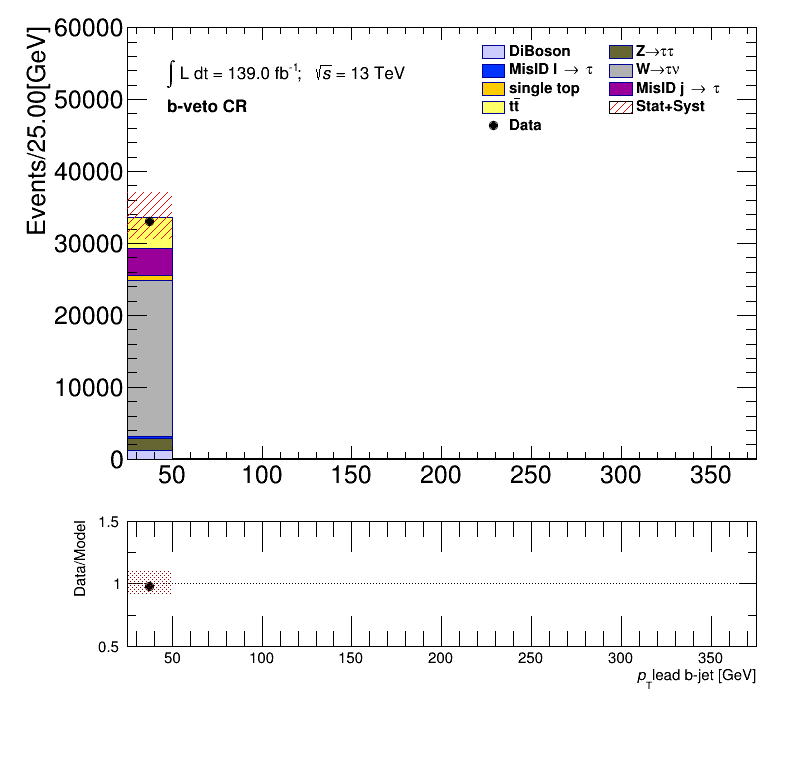 60000
50000
40000
30000
20000
10000
0
Events/25.00[GeV]
∫ L dt = 139.0 fb⁻¹; √s = 13 TeV
b-veto CR
DiBoson
MisID l → τ
single top
tt̄
Data
Z→ττ
W→τν
MisID j → τ
Stat+Syst
50 100 150 200 250 300 350
Data/Model
1.5
1
0.5
50 100 150 200 250 300 350
p_T lead b-jet [GeV]